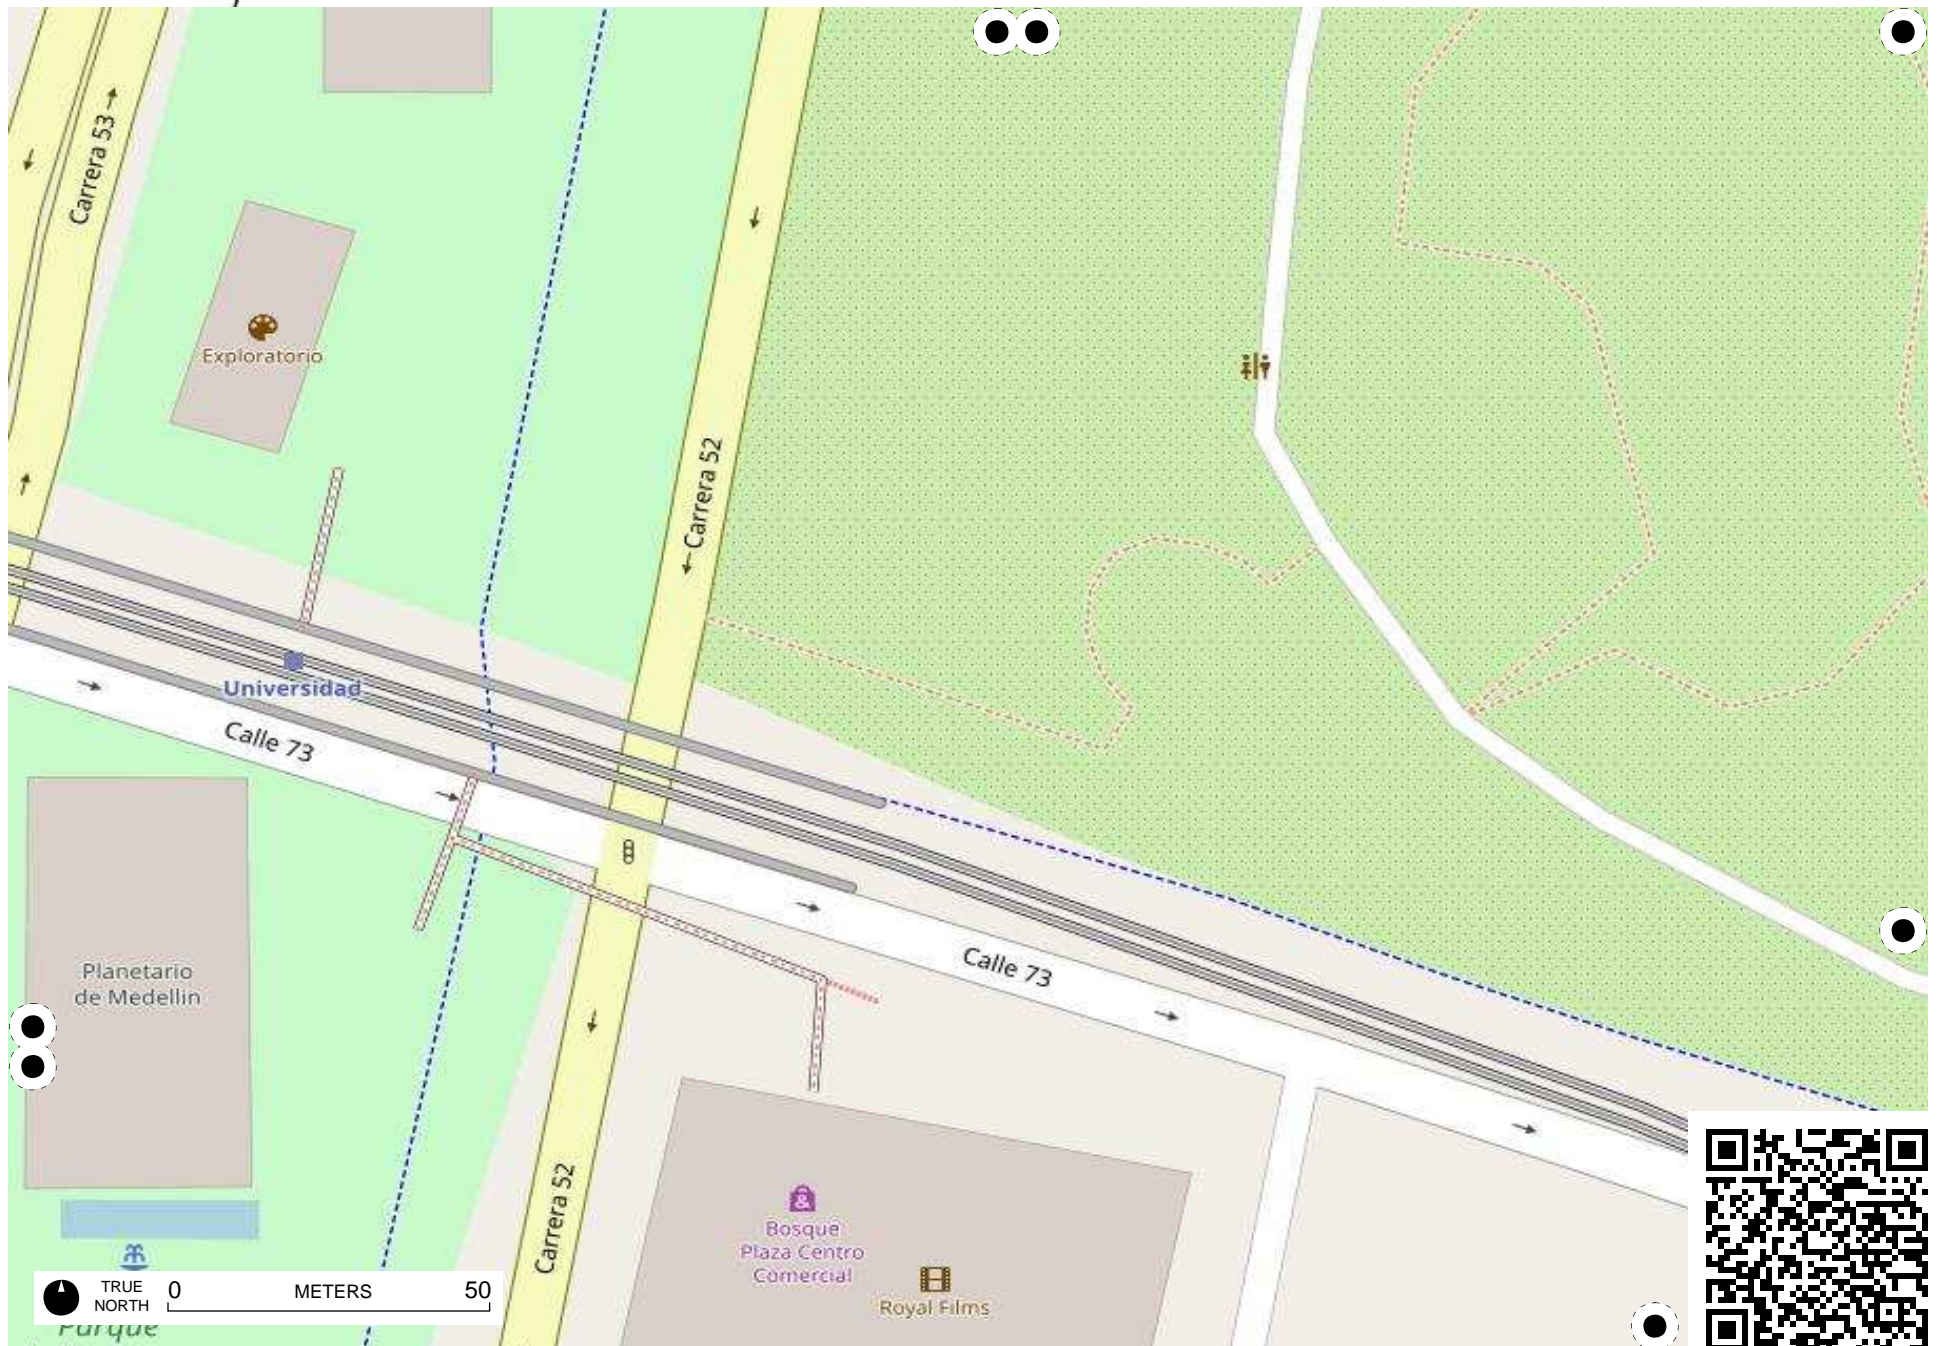 Carrera 53
Exploratorio
Carrera 52
Universidad
Calle 73
Calle 73
Planetario
de Medellin
Carrera 52
Bosque
Plaza Centro
Comercial
Royal Films
TRUE
NORTH
0 METERS 50
Parque